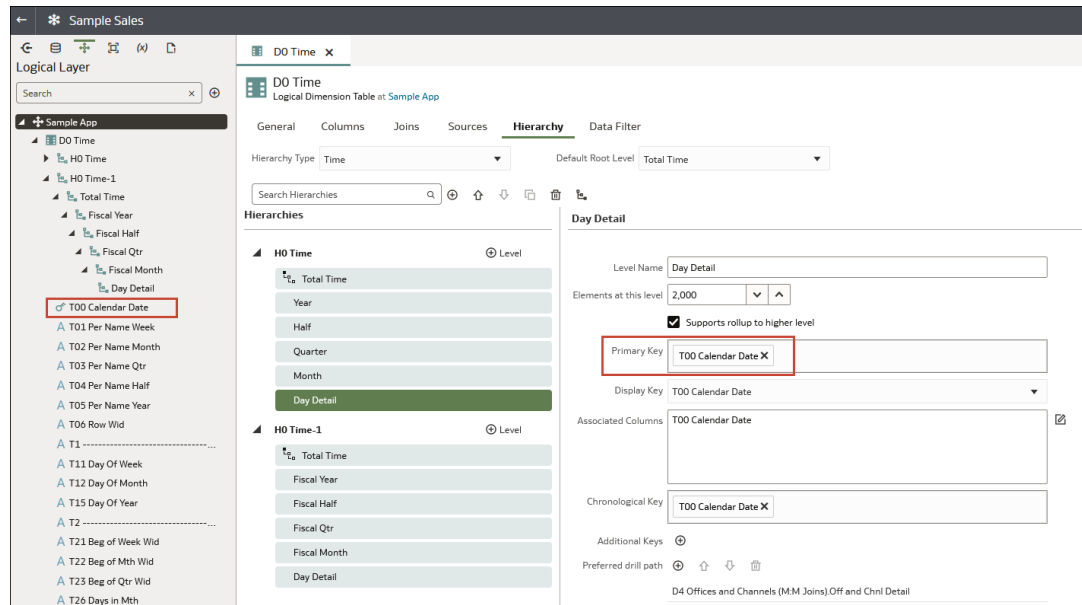 Sample Sales
(x)
Logical Layer
Search
Sample App
D0 Time
H0 Time
H0 Time-1
Total Time
Fiscal Year
Fiscal Half
Fiscal Qtr
Fiscal Month
Day Detail
T00 Calendar Date
T01 Per Name Week
T02 Per Name Month
T03 Per Name Qtr
T04 Per Name Half
T05 Per Name Year
T06 Row Wid
T1 --------------------------------...
T11 Day Of Week
T12 Day Of Month
T15 Day Of Year
T2 --------------------------------...
T21 Beg of Week Wid
T22 Beg of Mth Wid
T23 Beg of Qtr Wid
T26 Days in Mth
D0 Time
D0 Time
Logical Dimension Table at Sample App
General Columns Joins Sources Hierarchy Data Filter
Hierarchy Type Time Default Root Level Total Time
Search Hierarchies
Hierarchies
H0 Time Level
Total Time
Year
Half
Quarter
Month
Day Detail
H0 Time-1 Level
Total Time
Fiscal Year
Fiscal Half
Fiscal Qtr
Fiscal Month
Day Detail
Day Detail
Level Name Day Detail
Elements at this level 2,000
Supports rollup to higher level
Primary Key T00 Calendar Date
Display Key T00 Calendar Date
Associated Columns T00 Calendar Date
Chronological Key T00 Calendar Date
Additional Keys
Preferred drill path
D4 Offices and Channels (M:M Joins).Off and Chnl Detail